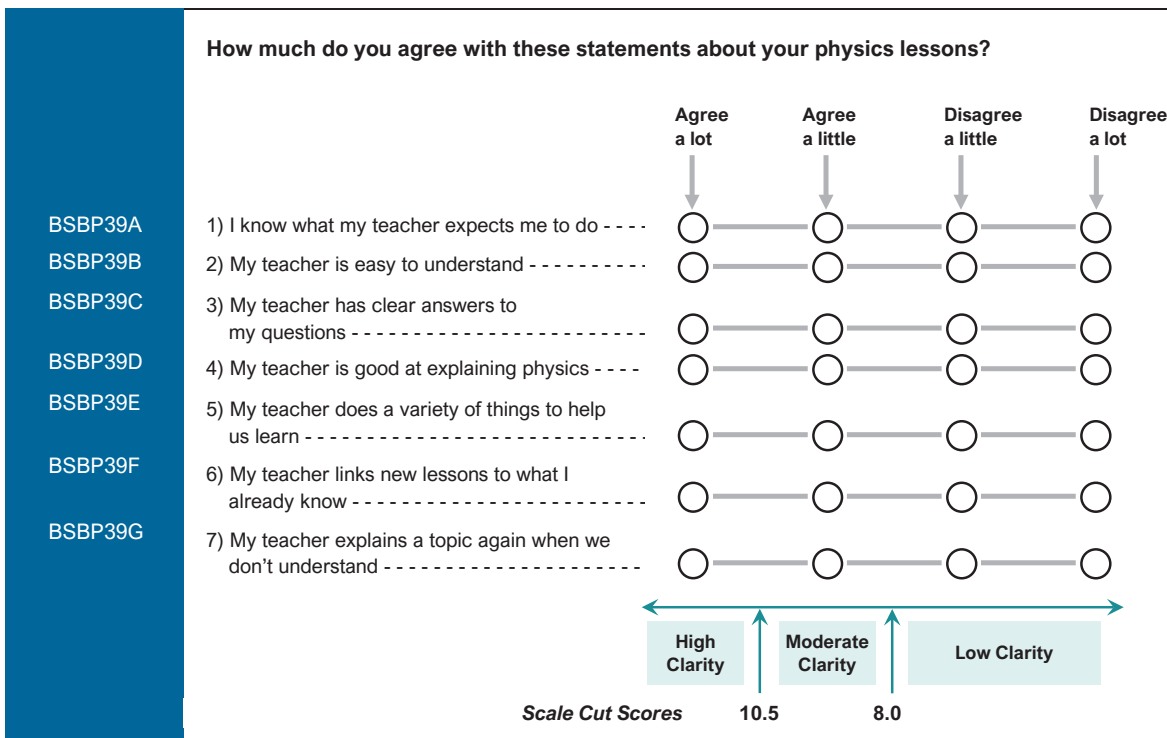 How much do you agree with these statements about your physics lessons?
Agree a lot
Agree a little
Disagree a little
Disagree a lot
BSBP39A
1) I know what my teacher expects me to do - - - -
BSBP39B
2) My teacher is easy to understand - - - - - - - - - -
BSBP39C
3) My teacher has clear answers to
my questions - - - - - - - - - - - - - - - - - - - - - - - - -
BSBP39D
4) My teacher is good at explaining physics - - - -
BSBP39E
5) My teacher does a variety of things to help
us learn - - - - - - - - - - - - - - - - - - - - - - - - - - - - -
BSBP39F
6) My teacher links new lessons to what I
already know - - - - - - - - - - - - - - - - - - - - - - - - -
BSBP39G
7) My teacher explains a topic again when we
don’t understand - - - - - - - - - - - - - - - - - - - - - -
High
Clarity
Moderate
Clarity
Low Clarity
Scale Cut Scores 10.5 8.0